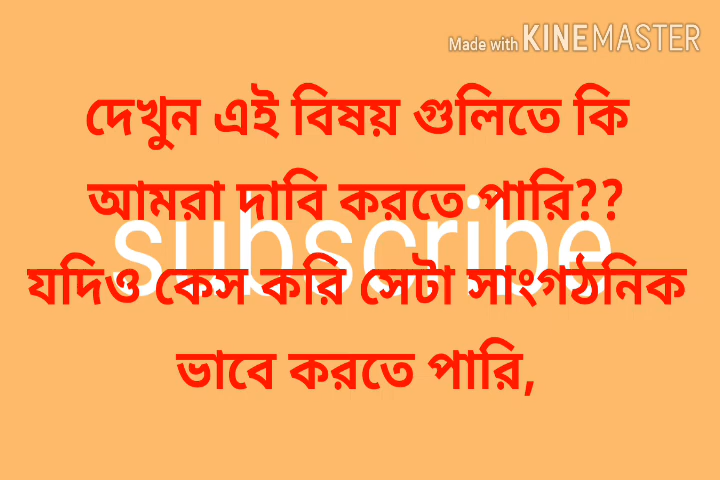 Made with KINEMASTER
দেখুন এই বিষয় গুলিতে কি
আমরা দাবি করতে পারি??
subscribe
যদিও কেস করি সেটা সাংগঠনিক
ভাবে করতে পারি,